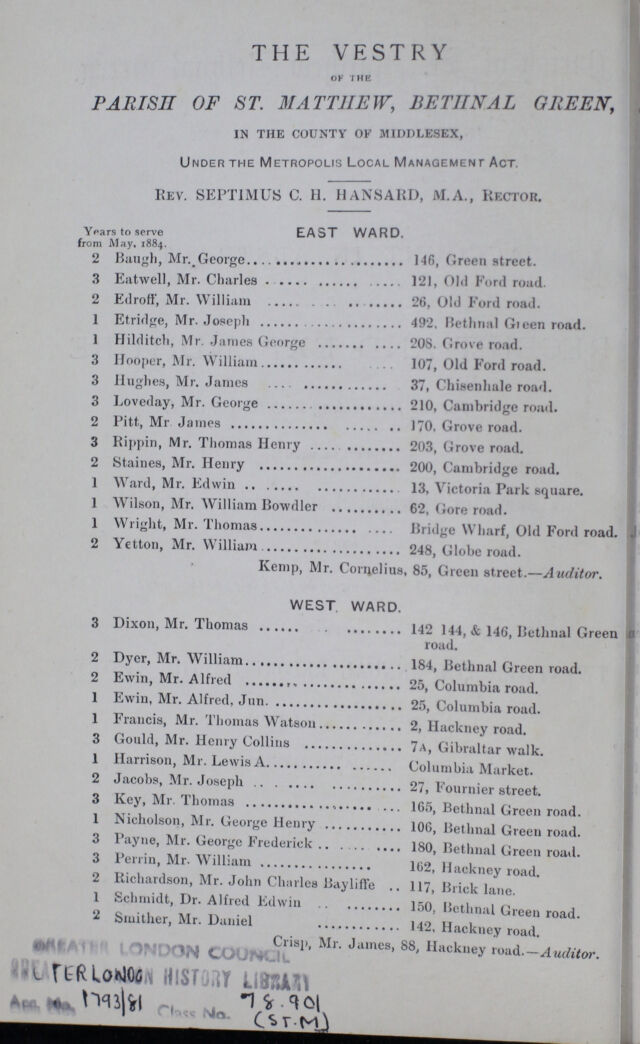 THE VESTRY
OF THE
PARISH OF ST. MATTHEW, BETHNAL GREEN,
IN THE COUNTY OF MIDDLESEX,
UNDER THE METROPOLIS LOCAL MANAGEMENT ACT.
REV. SEPTIMUS C. H. HANSARD, M.A., RECTOR.
Years to serve
from May, 1884.
EAST WARD.
2 Baugh, Mr. George........................ 146, Green street.
3 Eatwell, Mr. Charles .................... 121, Old Ford road.
2 Edroff, Mr. William ..................... 26, Old Ford road.
1 Etridge, Mr. Joseph ..................... 492, Bethnal Green road.
1 Hilditch, Mr. James George .............. 208, Grove road.
3 Hooper, Mr. William...................... 107, Old Ford road.
3 Hughes, Mr. James ....................... 37, Chisenhale road.
3 Loveday, Mr. George ..................... 210, Cambridge road.
2 Pitt, Mr James .......................... 170, Grove road.
3 Rippin, Mr. Thomas Henry ................ 203, Grove road.
2 Staines, Mr. Henry ...................... 200, Cambridge road.
1 Ward, Mr. Edwin ......................... 13, Victoria Park square.
1 Wilson, Mr. William Bowdler ............. 62, Gore road.
1 Wright, Mr. Thomas....................... Bridge Wharf, Old Ford road.
2 Yetton, Mr. William...................... 248, Globe road.
Kemp, Mr. Cornelius, 85, Green street.—Auditor.
WEST WARD.
3 Dixon, Mr. Thomas ....................... 142 144, & 146, Bethnal Green
road.
2 Dyer, Mr. William........................ 184, Bethnal Green road.
2 Ewin, Mr. Alfred ........................ 25, Columbia road.
1 Ewin, Mr. Alfred, Jun. .................. 25, Columbia road.
1 Francis, Mr. Thomas Watson............... 2, Hackney road.
3 Gould, Mr. Henry Collins ................ 7A, Gibraltar walk.
1 Harrison, Mr. Lewis A.................... Columbia Market.
2 Jacobs, Mr. Joseph ...................... 27, Fournier street.
3 Key, Mr. Thomas ......................... 165, Bethnal Green road.
1 Nicholson, Mr. George Henry ............. 106, Bethnal Green road.
3 Payne, Mr. George Frederick ............. 180, Bethnal Green road.
3 Perrin, Mr. William ..................... 162, Hackney road.
2 Richardson, Mr. John Charles Bayliffe .. 117, Brick lane.
1 Schmidt, Dr. Alfred Edwin ............... 150, Bethnal Green road.
2 Smither, Mr. Daniel ..................... 142, Hackney road.
Crisp, Mr. James, 88, Hackney road.—Auditor.
GREATER LONDON COUNCIL
GREATER LONDON HISTORY LIBRARY
Acc. No. 1793/81 Class No. 78.901
(ST.M)